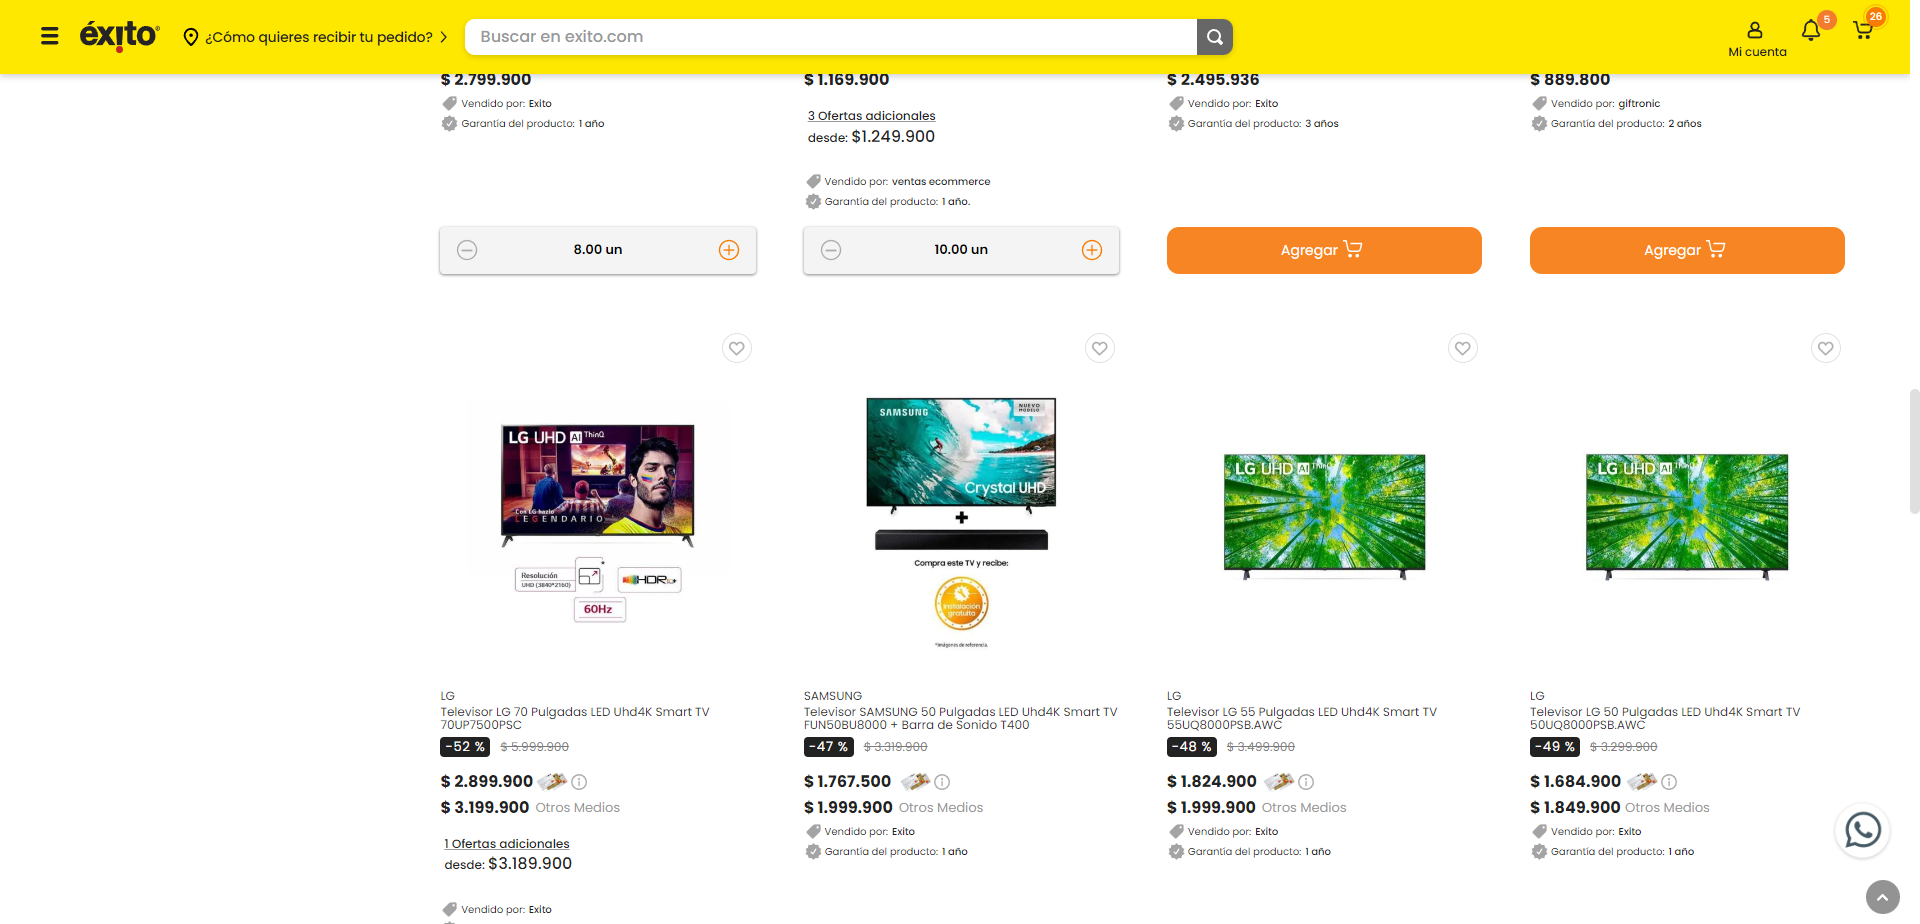 éxito
¿Cómo quieres recibir tu pedido?
Buscar en exito.com
Mi cuenta
5
26
$ 2.799.900
Vendido por: Exito
Garantía del producto: 1 año
8.00 un
$ 1.169.900
3 Ofertas adicionales
desde: $1.249.900
Vendido por: ventas ecommerce
Garantía del producto: 1 año.
10.00 un
$ 2.495.936
Vendido por: Exito
Garantía del producto: 3 años
Agregar
$ 889.800
Vendido por: giftronic
Garantía del producto: 2 años
Agregar
LG UHD AI ThinQ
Con LG hazlo
LEGENDARIO
Resolución
UHD (3840*2160)
HDR
60Hz
LG
Televisor LG 70 Pulgadas LED Uhd4K Smart TV
70UP7500PSC
-52 % $ 5.999.900
$ 2.899.900
$ 3.199.900 Otros Medios
1 Ofertas adicionales
desde: $3.189.900
Vendido por: Exito
SAMSUNG
NUEVO
MODELO
Crystal UHD
+
Compra este TV y recibe:
Instalación
gratuita
*Imágenes de referencia.
SAMSUNG
Televisor SAMSUNG 50 Pulgadas LED Uhd4K Smart TV
FUN50BU8000 + Barra de Sonido T400
-47 % $ 3.319.900
$ 1.767.500
$ 1.999.900 Otros Medios
Vendido por: Exito
Garantía del producto: 1 año
LG UHD AI ThinQ
LG
Televisor LG 55 Pulgadas LED Uhd4K Smart TV
55UQ8000PSB.AWC
-48 % $ 3.499.900
$ 1.824.900
$ 1.999.900 Otros Medios
Vendido por: Exito
Garantía del producto: 1 año
LG UHD AI ThinQ
LG
Televisor LG 50 Pulgadas LED Uhd4K Smart TV
50UQ8000PSB.AWC
-49 % $ 3.299.900
$ 1.684.900
$ 1.849.900 Otros Medios
Vendido por: Exito
Garantía del producto: 1 año